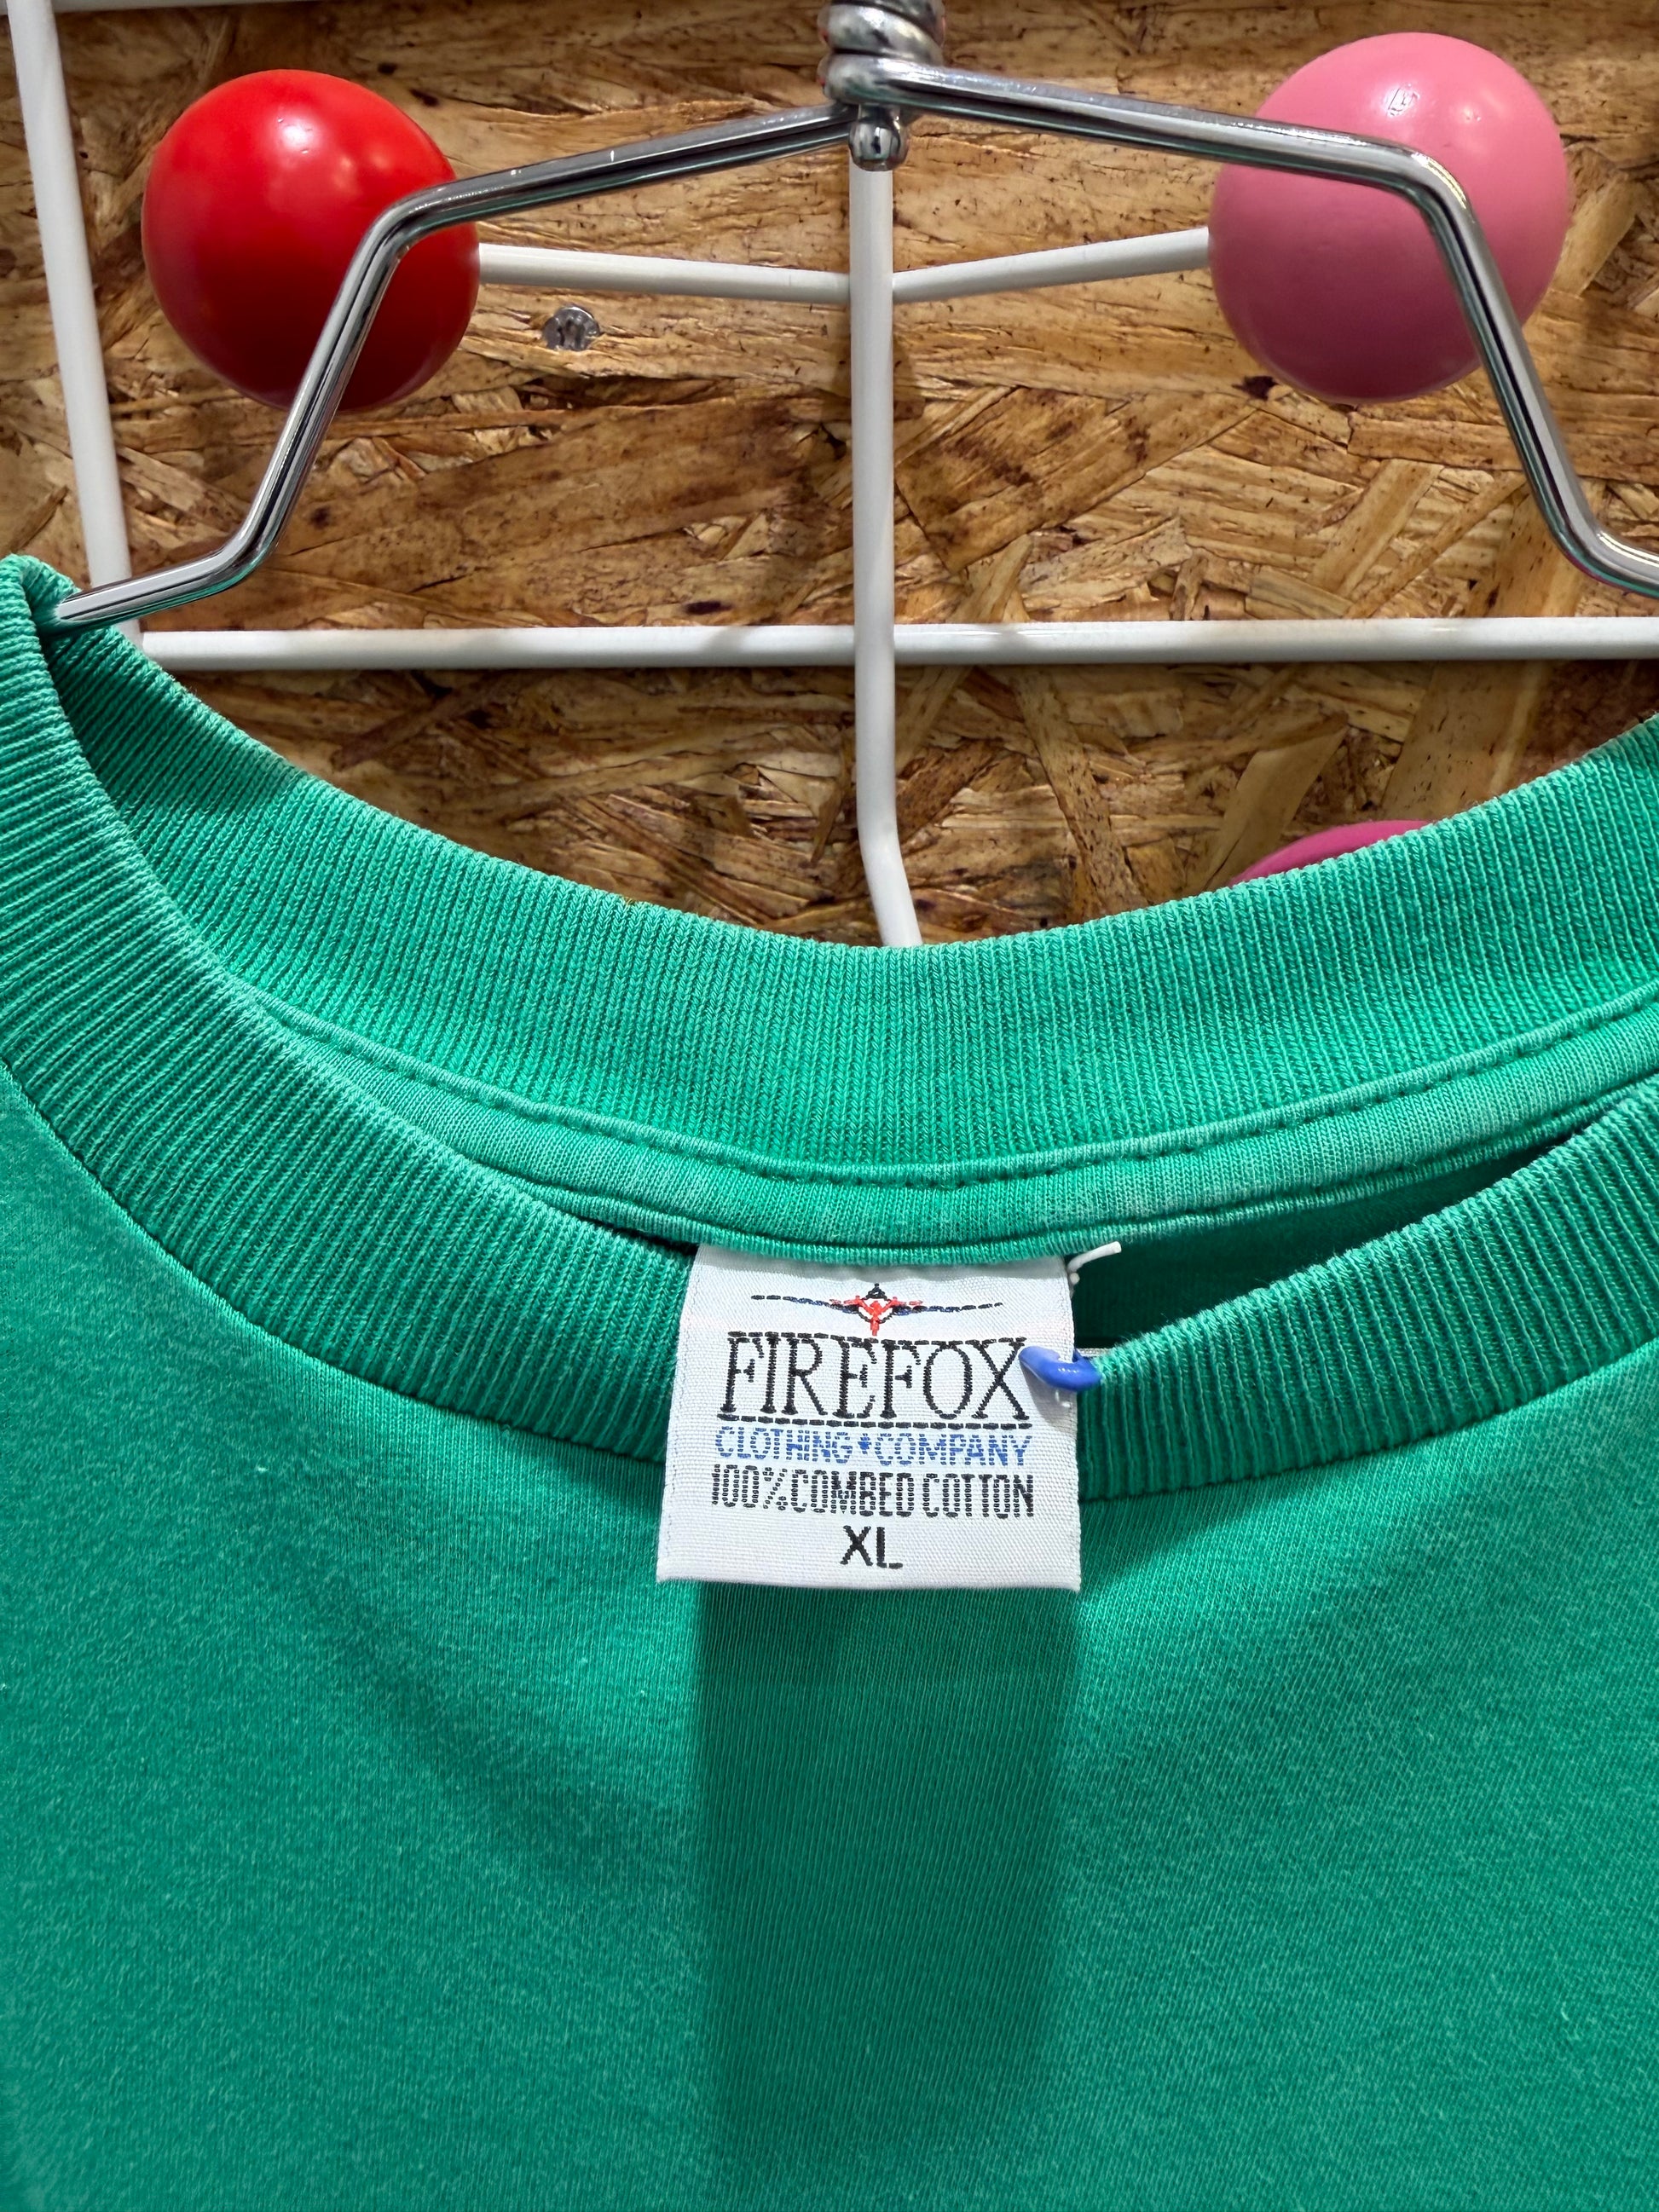 FIREFOX
CLOTHING✦COMPANY
100% COMBED COTTON
XL